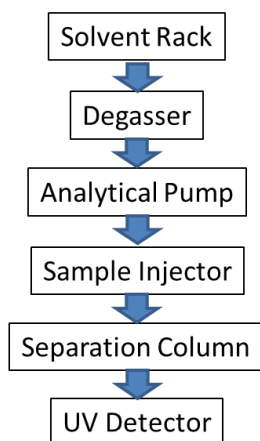 Solvent Rack
Degasser
Analytical Pump
Sample Injector
Separation Column
UV Detector